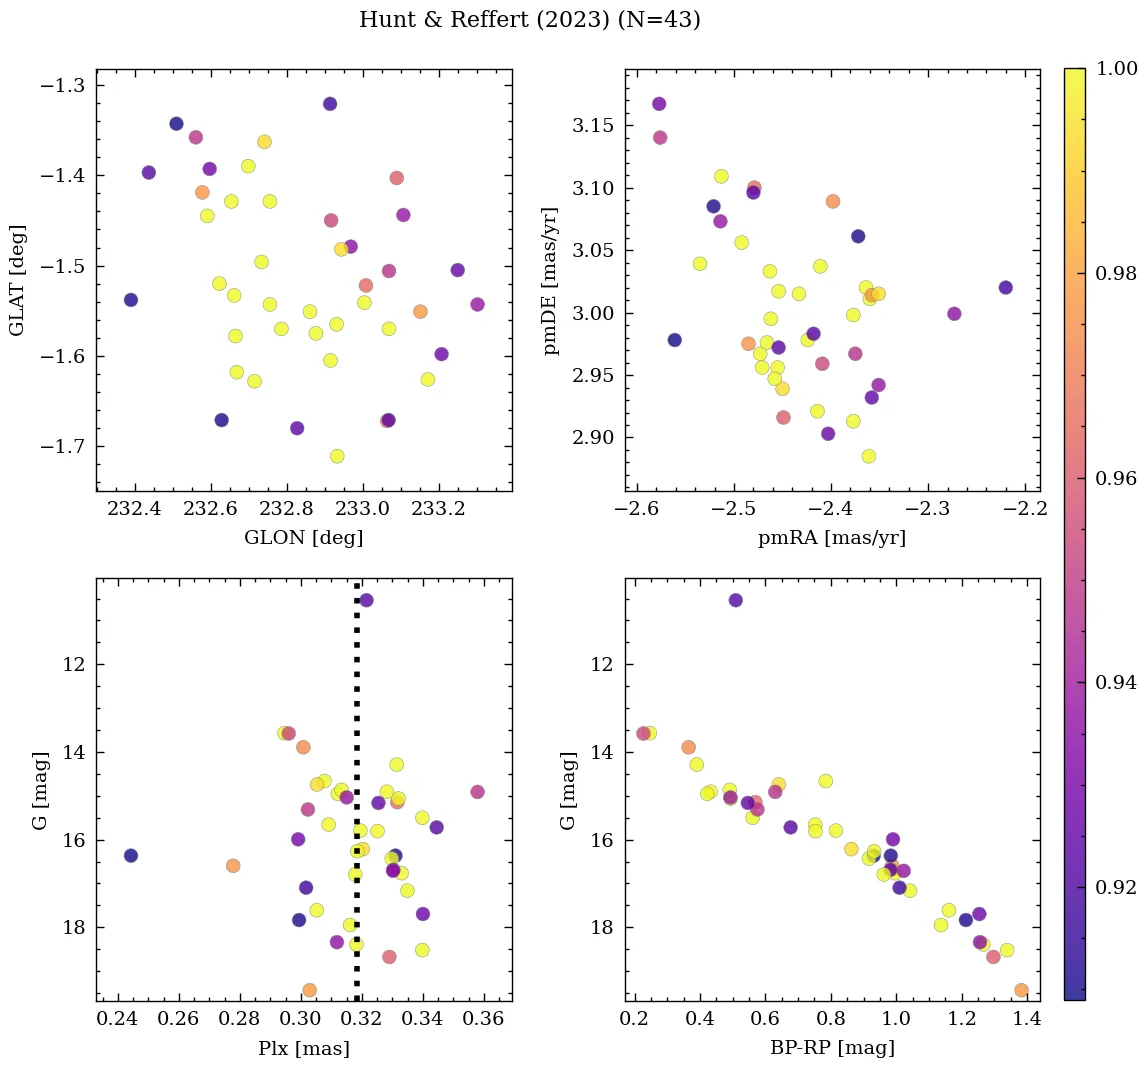 Hunt & Reffert (2023) (N=43)
−1.3
−1.4
−1.5
−1.6
−1.7
GLAT [deg]
232.4 232.6 232.8 233.0 233.2
GLON [deg]
3.15
3.10
3.05
3.00
2.95
2.90
pmDE [mas/yr]
−2.6 −2.5 −2.4 −2.3 −2.2
pmRA [mas/yr]
1.00
0.98
0.96
0.94
0.92
12
14
16
18
G [mag]
0.24 0.26 0.28 0.30 0.32 0.34 0.36
Plx [mas]
12
14
16
18
G [mag]
0.2 0.4 0.6 0.8 1.0 1.2 1.4
BP-RP [mag]